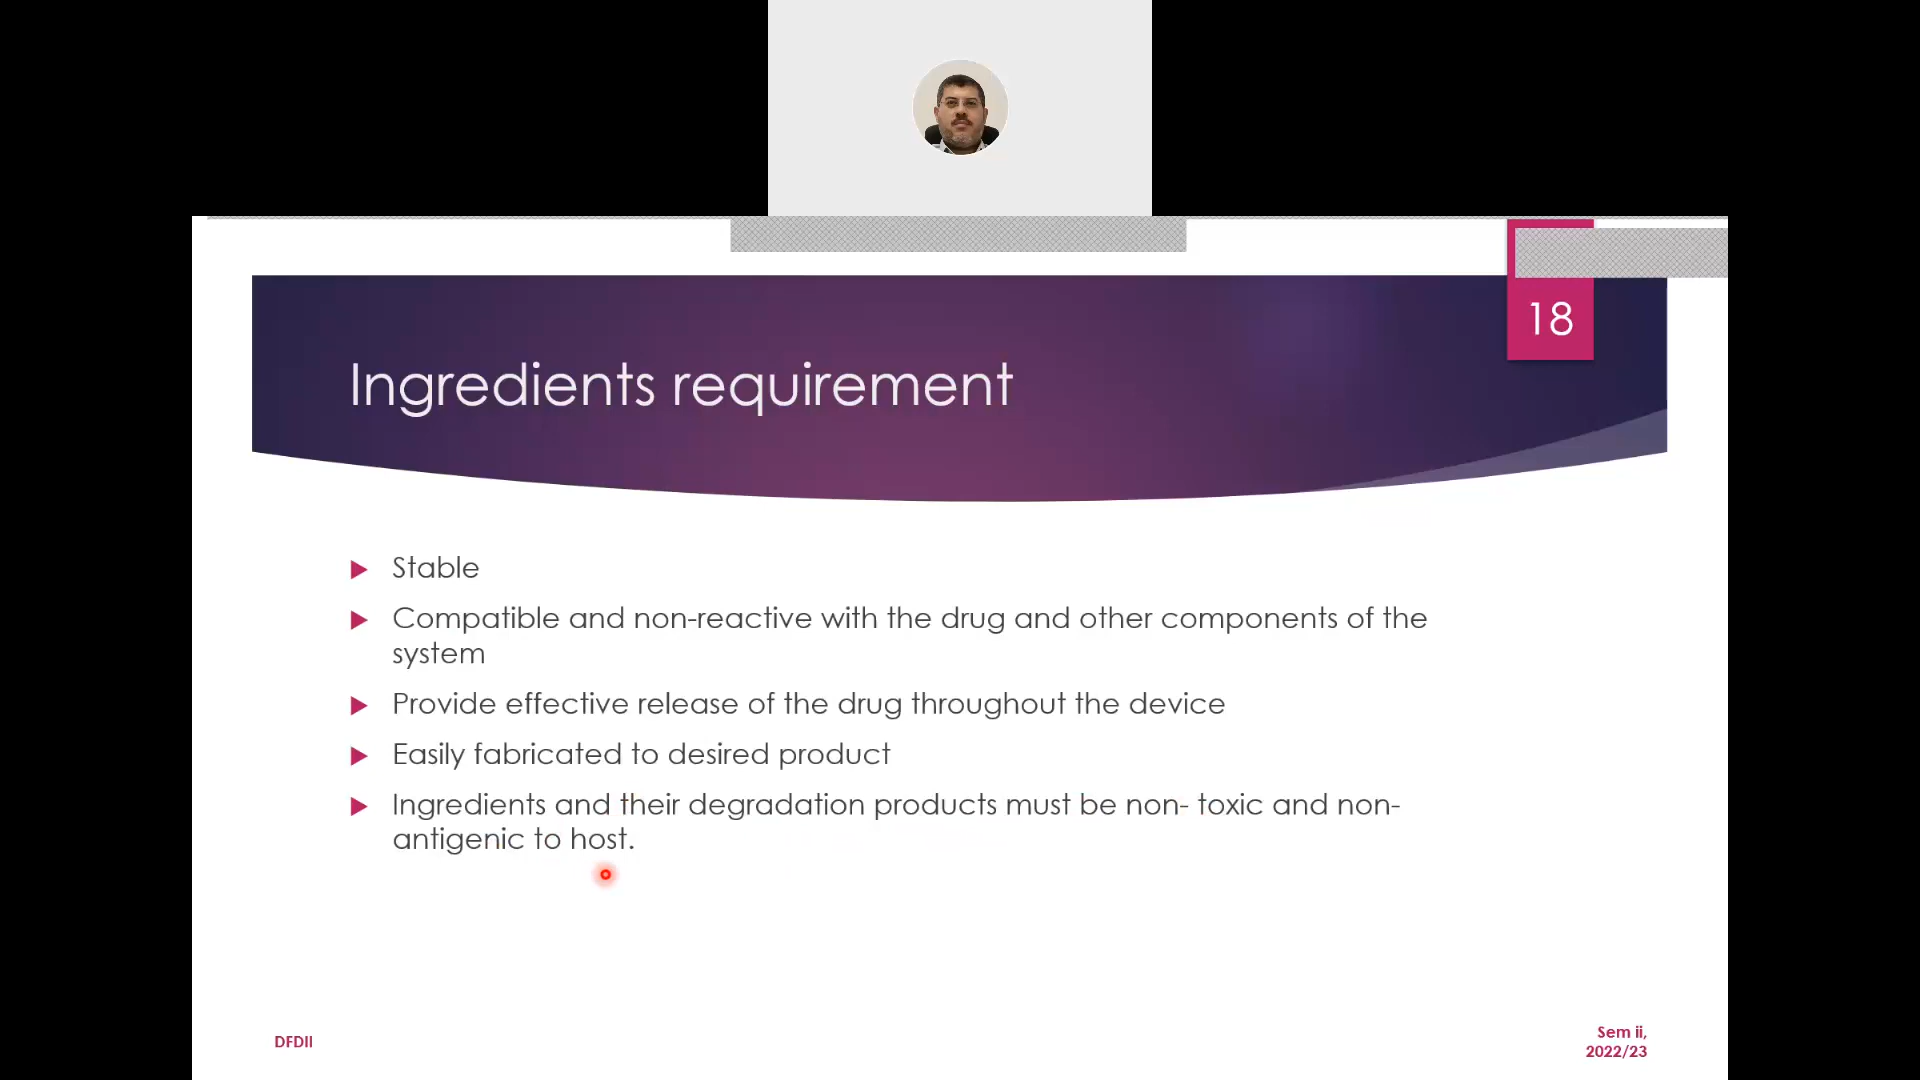 18
Ingredients requirement
Stable
Compatible and non-reactive with the drug and other components of the
system
Provide effective release of the drug throughout the device
Easily fabricated to desired product
Ingredients and their degradation products must be non- toxic and non-
antigenic to host.
DFDII
Sem ii,
2022/23